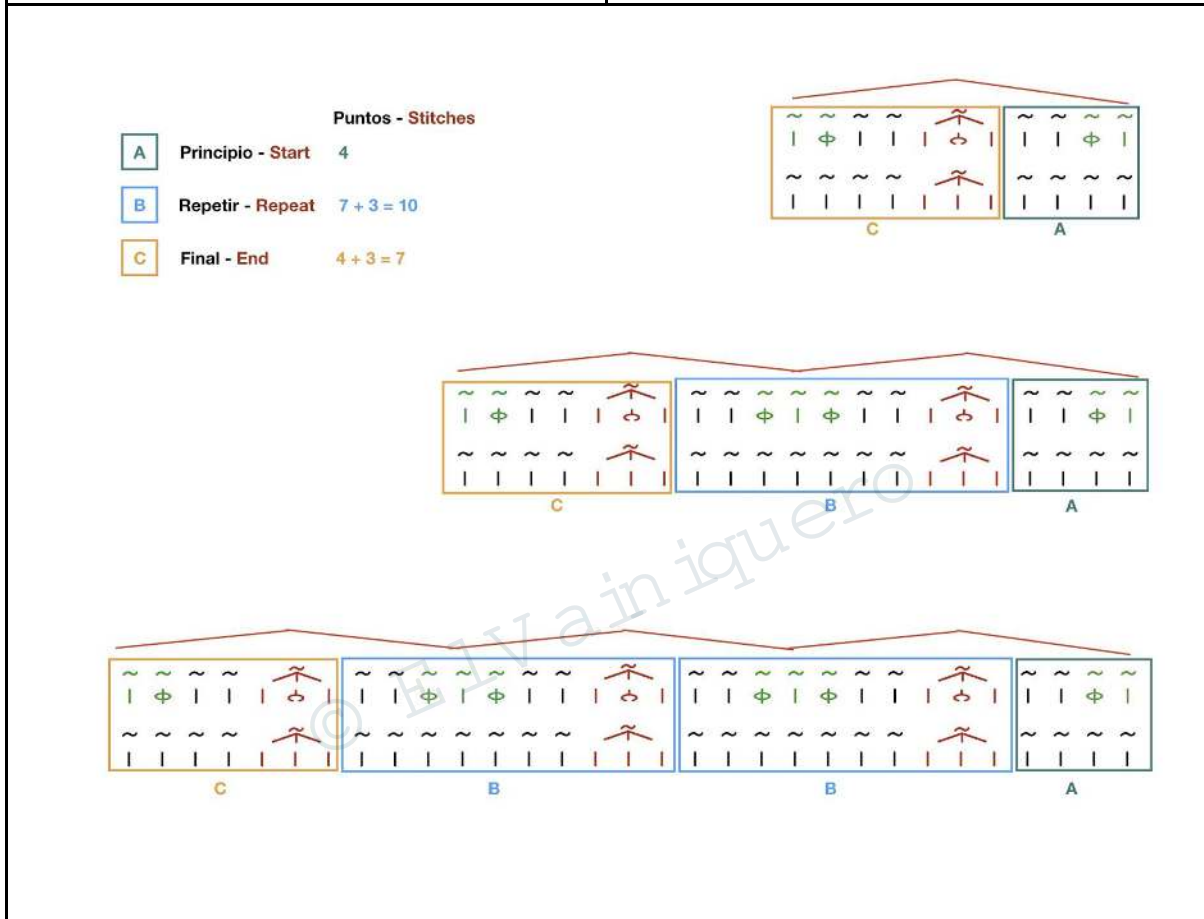 Puntos - Stitches
A Principio - Start 4
B Repetir - Repeat 7 + 3 = 10
C Final - End 4 + 3 = 7
C A
C B A
© ElVainiquero
C B B A